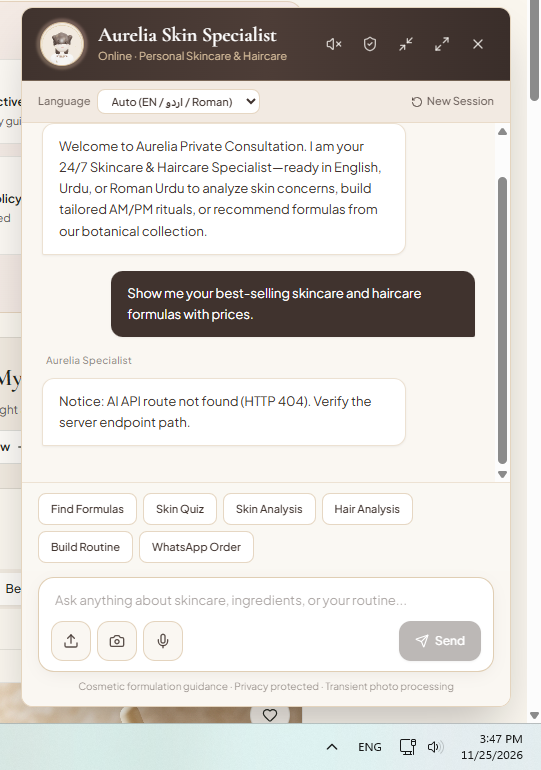 Aurelia Skin Specialist
Online · Personal Skincare & Haircare
Language
Auto (EN / اردو / Roman)
New Session
Welcome to Aurelia Private Consultation. I am your
24/7 Skincare & Haircare Specialist—ready in English,
Urdu, or Roman Urdu to analyze skin concerns, build
tailored AM/PM rituals, or recommend formulas from
our botanical collection.
Show me your best-selling skincare and haircare
formulas with prices.
Aurelia Specialist
Notice: AI API route not found (HTTP 404). Verify the
server endpoint path.
Find Formulas
Skin Quiz
Skin Analysis
Hair Analysis
Build Routine
WhatsApp Order
Ask anything about skincare, ingredients, or your routine...
Send
Cosmetic formulation guidance · Privacy protected · Transient photo processing
My
Be
ENG
3:47 PM
11/25/2026